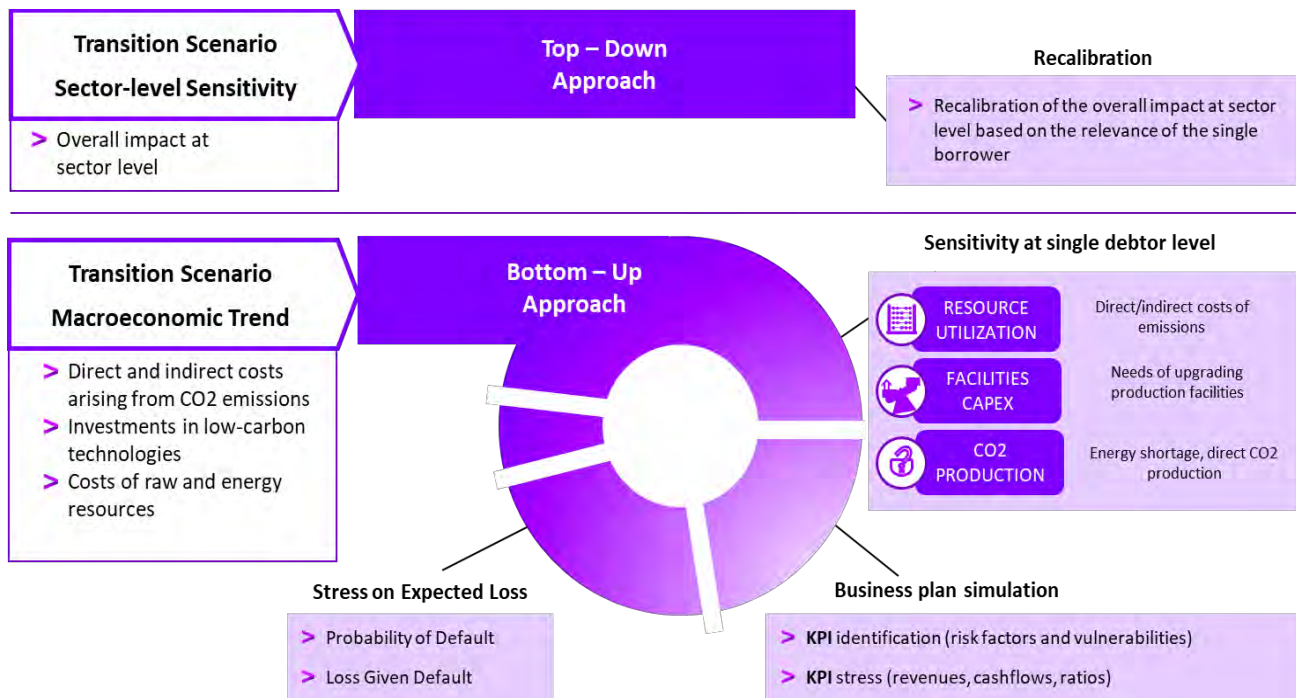 Transition Scenario
Sector-level Sensitivity
> Overall impact at
sector level
Top – Down
Approach
Recalibration
> Recalibration of the overall impact at sector
level based on the relevance of the single
borrower
Transition Scenario
Macroeconomic Trend
> Direct and indirect costs
arising from CO2 emissions
> Investments in low-carbon
technologies
> Costs of raw and energy
resources
Bottom – Up
Approach
Sensitivity at single debtor level
RESOURCE
UTILIZATION
Direct/indirect costs of
emissions
FACILITIES
CAPEX
Needs of upgrading
production facilities
CO2
PRODUCTION
Energy shortage, direct CO2
production
Stress on Expected Loss
> Probability of Default
> Loss Given Default
Business plan simulation
> KPI identification (risk factors and vulnerabilities)
> KPI stress (revenues, cashflows, ratios)